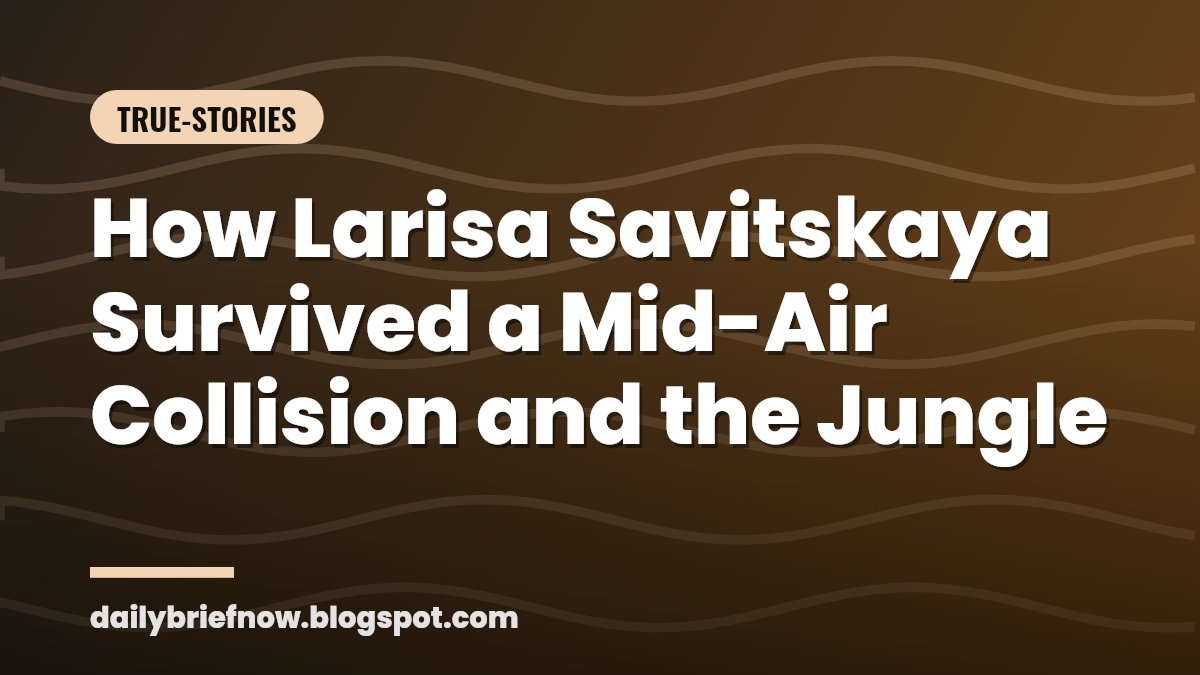 TRUE-STORIES
How Larisa Savitskaya
Survived a Mid-Air
Collision and the Jungle
dailybriefnow.blogspot.com